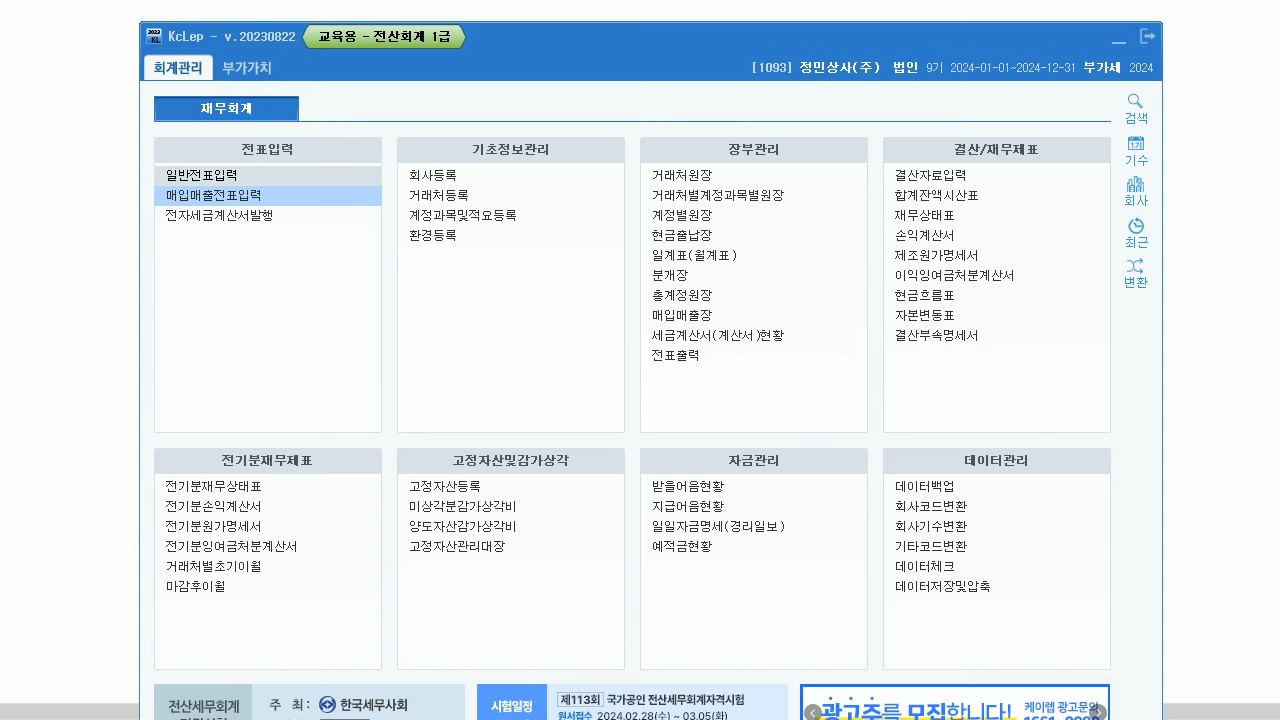 KcLep - v.20230822 교육용 - 전산회계 1급
회계관리 부가가치 [1093] 정민상사(주) 법인 9기 2024-01-01~2024-12-31 부가세 2024
재무회계
검색
기수
회사
최근
변환
전표입력
일반전표입력
매입매출전표입력
전자세금계산서발행
기초정보관리
회사등록
거래처등록
계정과목및적요등록
환경등록
장부관리
거래처원장
거래처별계정과목별원장
계정별원장
현금출납장
일계표(월계표)
분개장
총계정원장
매입매출장
세금계산서(계산서)현황
전표출력
결산/재무제표
결산자료입력
합계잔액시산표
재무상태표
손익계산서
제조원가명세서
이익잉여금처분계산서
현금흐름표
자본변동표
결산부속명세서
전기분재무제표
전기분재무상태표
전기분손익계산서
전기분원가명세서
전기분잉여금처분계산서
거래처별초기이월
마감후이월
고정자산및감가상각
고정자산등록
미상각분감가상각비
양도자산감가상각비
고정자산관리대장
자금관리
받을어음현황
지급어음현황
일일자금명세(경리일보)
예적금현황
데이터관리
데이터백업
회사코드변환
회사기수변환
기타코드변환
데이터체크
데이터저장및압축
전산세무회계
주 최: 한국세무사회
시험일정
제113회 국가공인 전산세무회계자격시험
원서접수 2024.02.28(수) ~ 03.05(화)
광고주를 모집합니다!
케이렙 광고문의